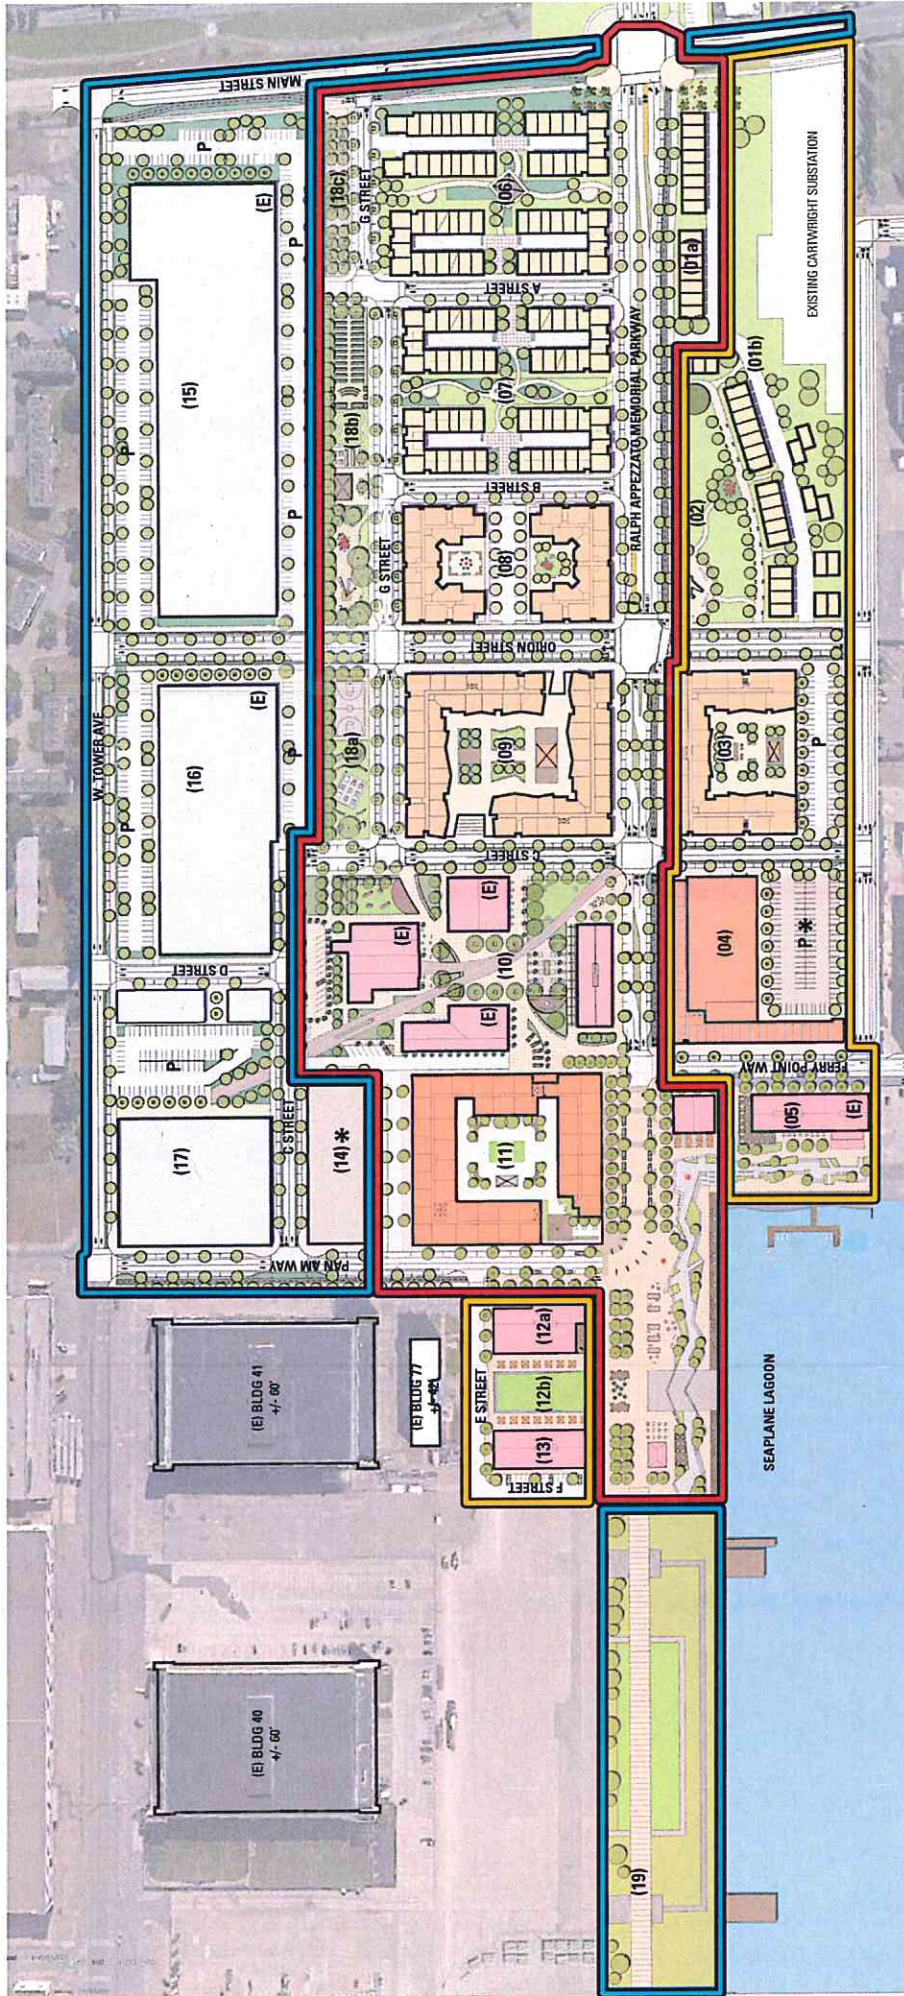 MAIN STREET
P
(E)
P
(15)
P
P
P
W. TOWER AVE
(E)
P
(16)
P
D STREET
P
(17)
C STREET
(14)*
PAN AM WAY
(18c)
G STREET
(06)
A STREET
(18b)
(07)
B STREET
G STREET
(08)
ORION STREET
(18a)
(09)
C STREET
(E)
(E)
(10)
(E)
(11)
RALPH APPEZZATO MEMORIAL PARKWAY
(01a)
EXISTING CARTWRIGHT SUBSTATION
(01b)
(02)
(03)
P
(04)
P*
FERRY POINT WAY
(05)
(E)
(E) BLDG 41
+/- 60'
(E) BLDG 77
+/- 42'
E STREET
(12a)
(12b)
(13)
F STREET
SEAPLANE LAGOON
(E) BLDG 40
+/- 60'
(19)